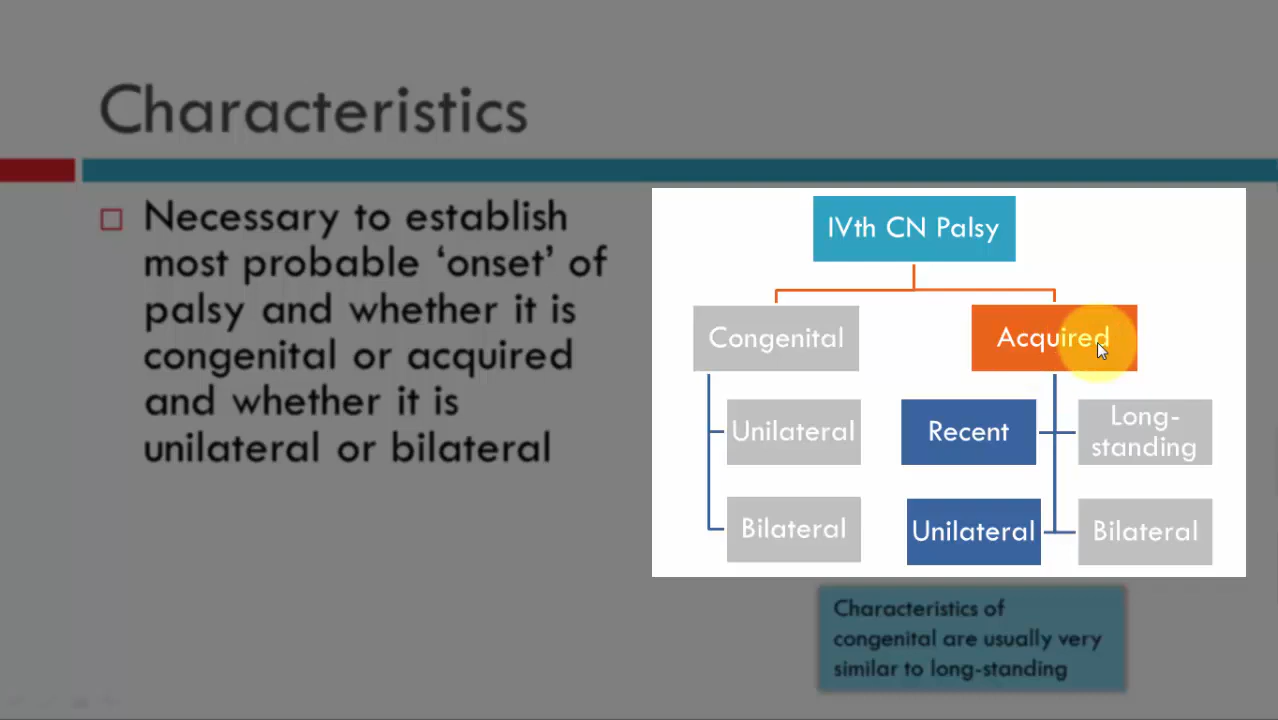 Characteristics
Necessary to establish
most probable ‘onset’ of
palsy and whether it is
congenital or acquired
and whether it is
unilateral or bilateral
IVth CN Palsy
Congenital
Acquired
Unilateral
Recent
Long-
standing
Bilateral
Unilateral
Bilateral
Characteristics of
congenital are usually very
similar to long-standing